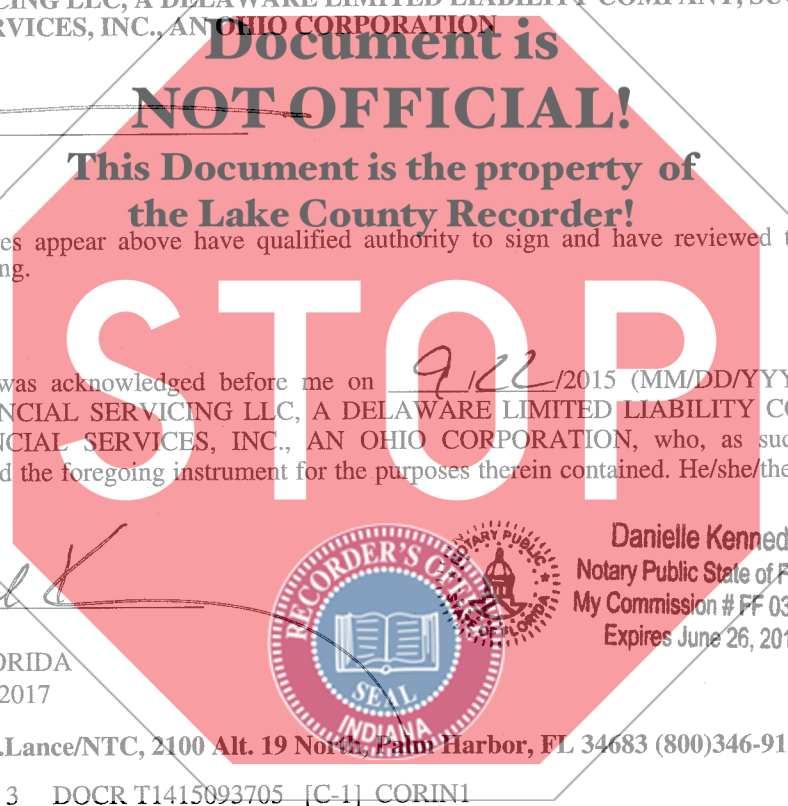 CING LLC, A DELAWARE LIMITED LIABILITY COMPANY, SUC
RVICES, INC., AN OHIO CORPORATION
Document is
NOT OFFICIAL!
This Document is the property of
the Lake County Recorder!
es appear above have qualified authority to sign and have reviewed t
ng.
STOP
was acknowledged before me on 9/22/2015 (MM/DD/YYY
NCIAL SERVICING LLC, A DELAWARE LIMITED LIABILITY CO
NCIAL SERVICES, INC., AN OHIO CORPORATION, who, as suc
d the foregoing instrument for the purposes therein contained. He/she/the
RECORDER'S OFFICE
SEAL
INDIANA
NOTARY PUBLIC
STATE OF FLORIDA
Danielle Kenned
Notary Public State of F
My Commission # FF 03
Expires June 26, 201
ORIDA
2017
.Lance/NTC, 2100 Alt. 19 North, Palm Harbor, FL 34683 (800)346-91
3 DOCR T1415093705 [C-1] CORIN1